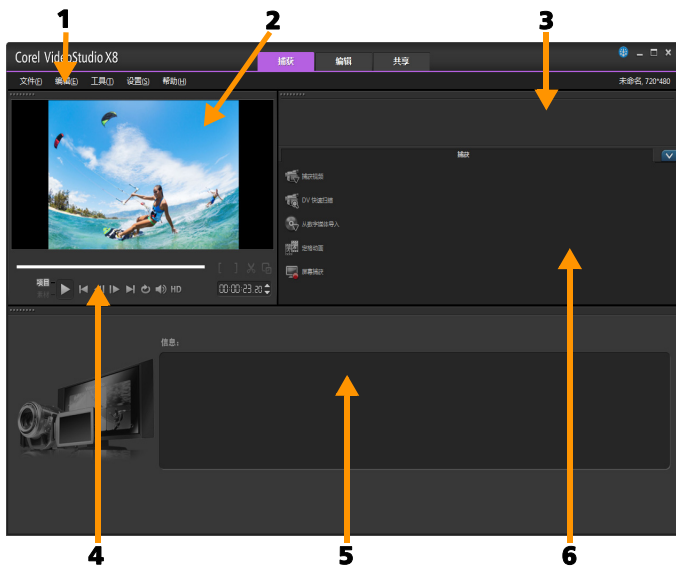 1
2
3
Corel VideoStudio X8
捕获
编辑
共享
文件(F)
编辑(E)
工具(T)
设置(S)
帮助(H)
未命名, 720*480
捕获
捕获视频
DV 快速扫描
从数字媒体导入
定格动画
屏幕捕获
项目
HD
00:00:23.20
信息:
4
5
6